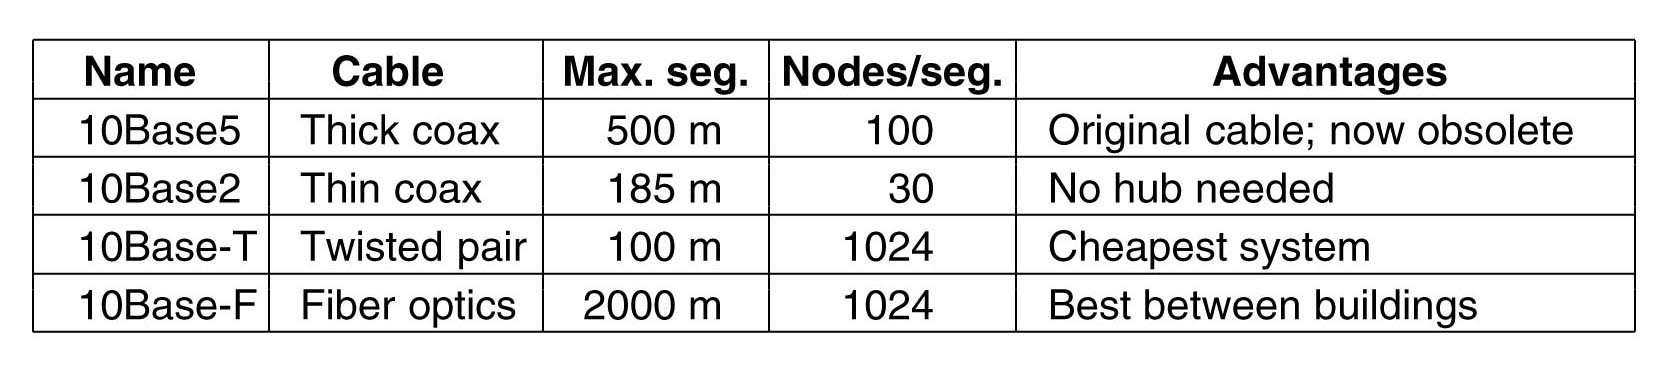 Name Cable Max. seg. Nodes/seg. Advantages
10Base5 Thick coax 500 m 100 Original cable; now obsolete
10Base2 Thin coax 185 m 30 No hub needed
10Base-T Twisted pair 100 m 1024 Cheapest system
10Base-F Fiber optics 2000 m 1024 Best between buildings